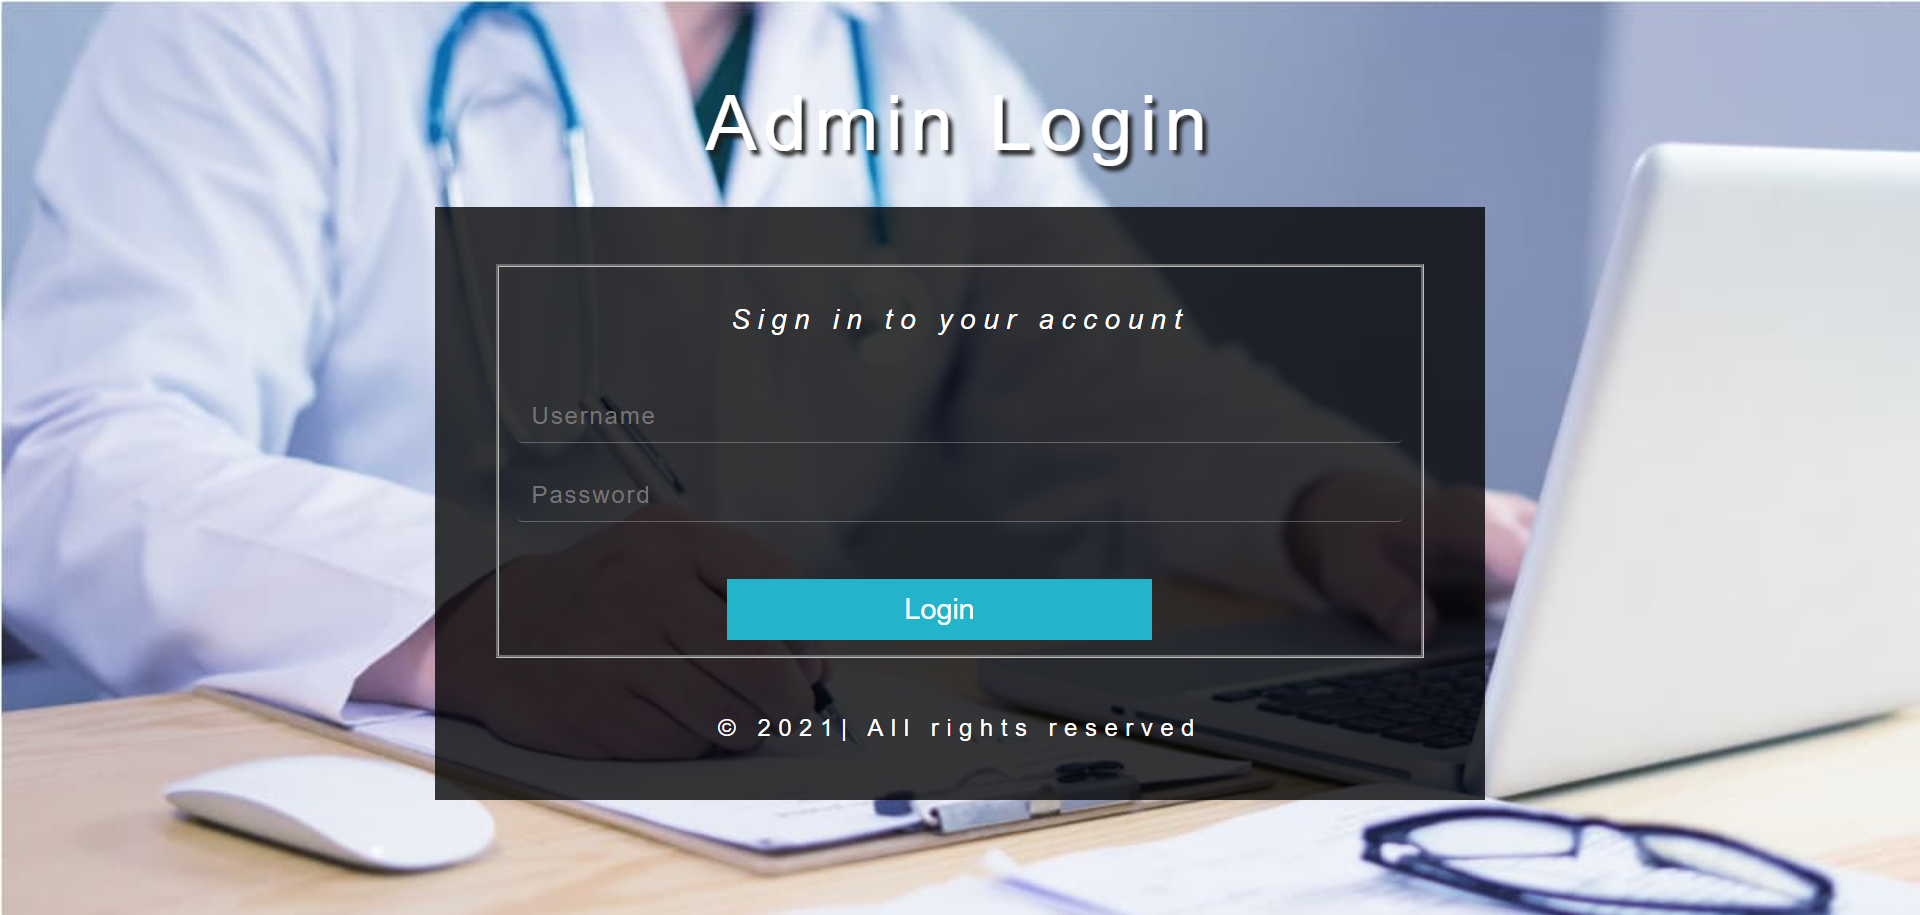 Admin Login
Sign in to your account
Username
Password
Login
© 2021| All rights reserved